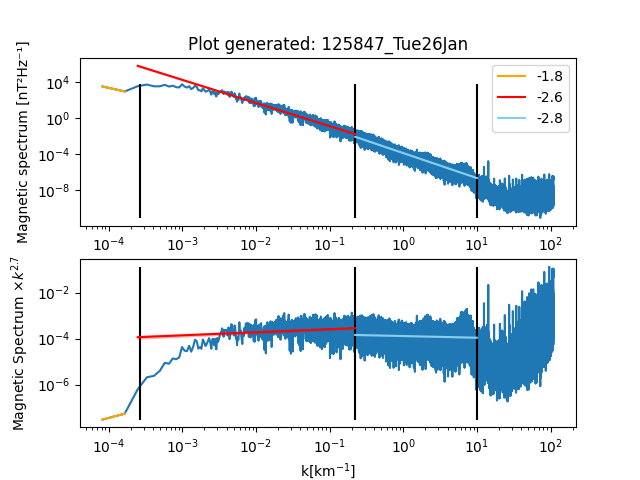 Plot generated: 125847_Tue26Jan
Magnetic spectrum [nT²Hz⁻¹]
10⁴
10⁰
10⁻⁴
10⁻⁸
-1.8
-2.6
-2.8
10⁻⁴ 10⁻³ 10⁻² 10⁻¹ 10⁰ 10¹ 10²
Magnetic Spectrum ×k²·⁷
10⁻²
10⁻⁴
10⁻⁶
10⁻⁴ 10⁻³ 10⁻² 10⁻¹ 10⁰ 10¹ 10²
k[km⁻¹]